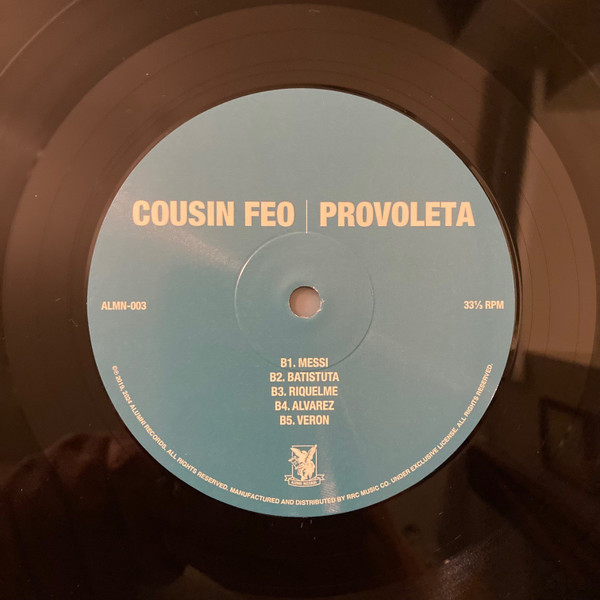 COUSIN FEO | PROVOLETA
ALMN-003
33⅓ RPM
B1. MESSI
B2. BATISTUTA
B3. RIQUELME
B4. ALVAREZ
B5. VERON
℗© 2019, 2024 ALUMNI RECORDS. ALL RIGHTS RESERVED. MANUFACTURED AND DISTRIBUTED BY RRC MUSIC CO. UNDER EXCLUSIVE LICENSE. ALL RIGHTS RESERVED.